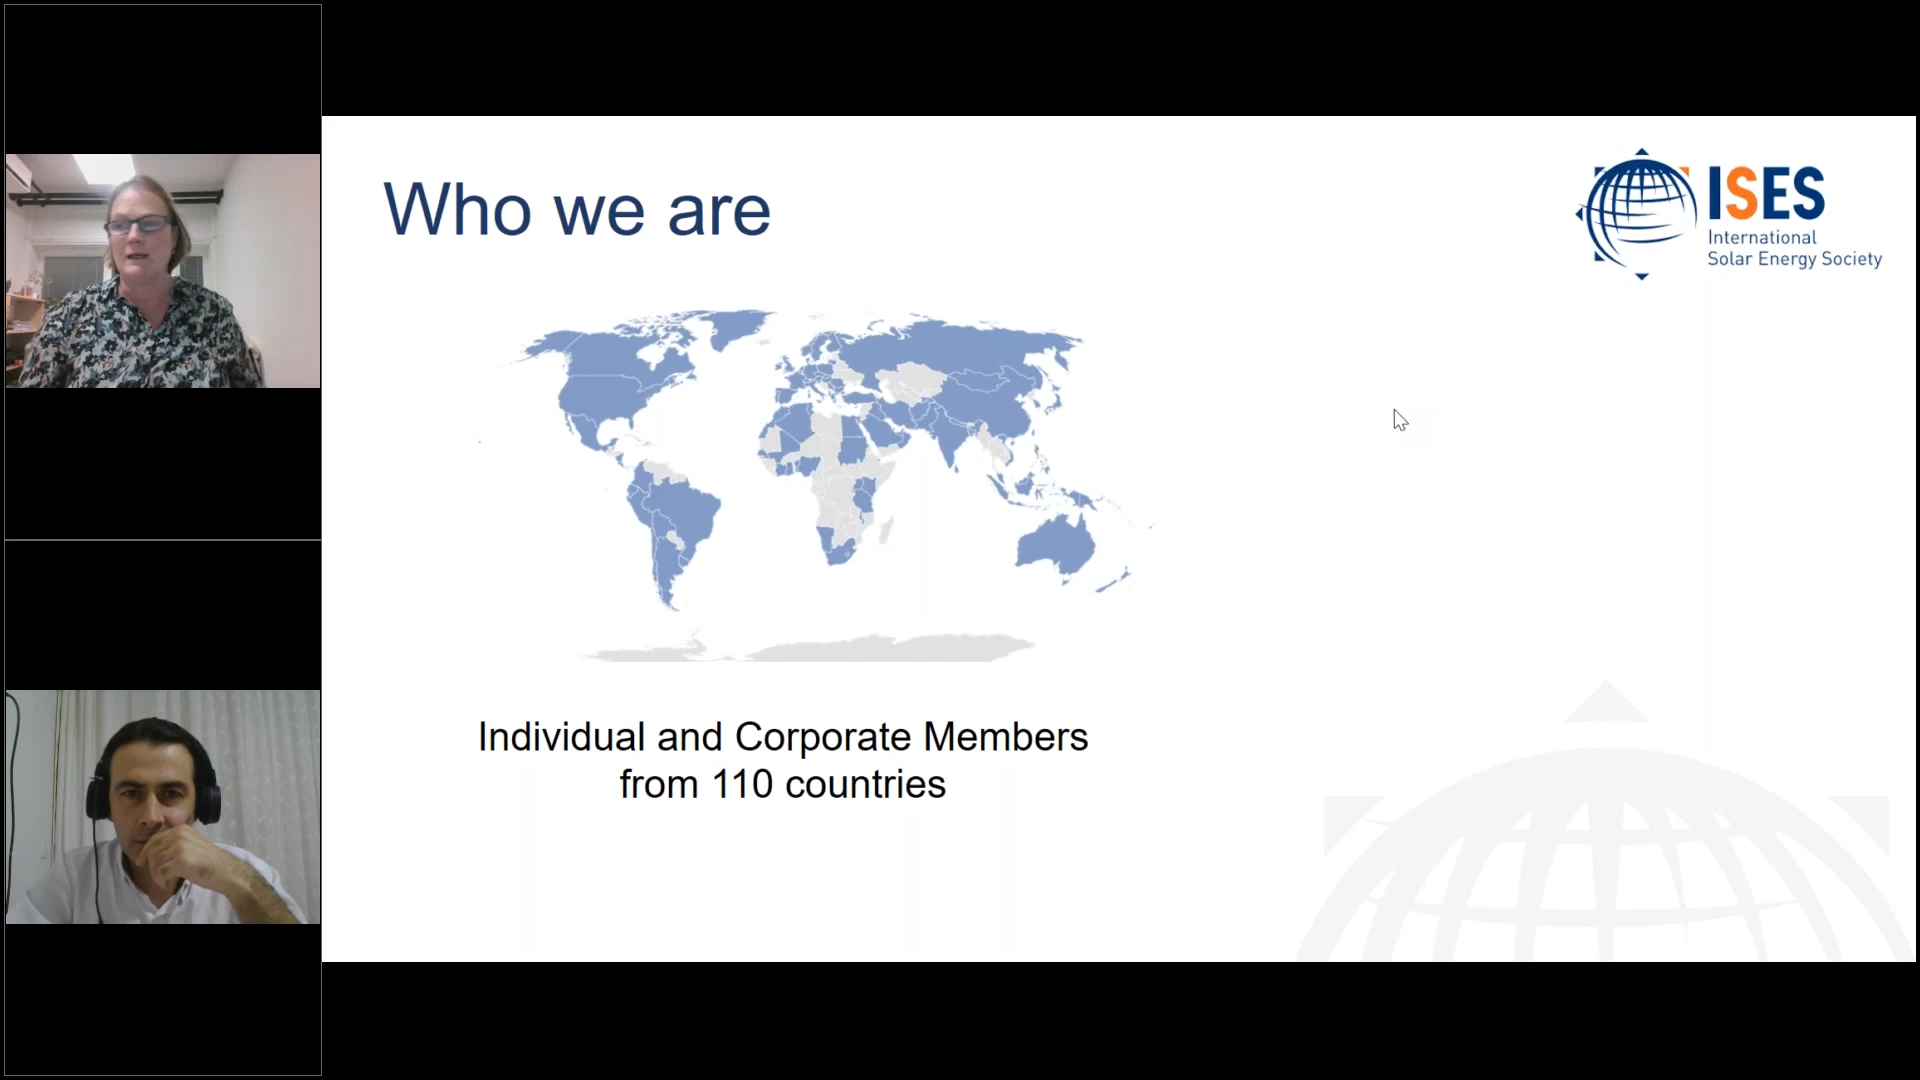 Who we are
ISES
International
Solar Energy Society
Individual and Corporate Members
from 110 countries